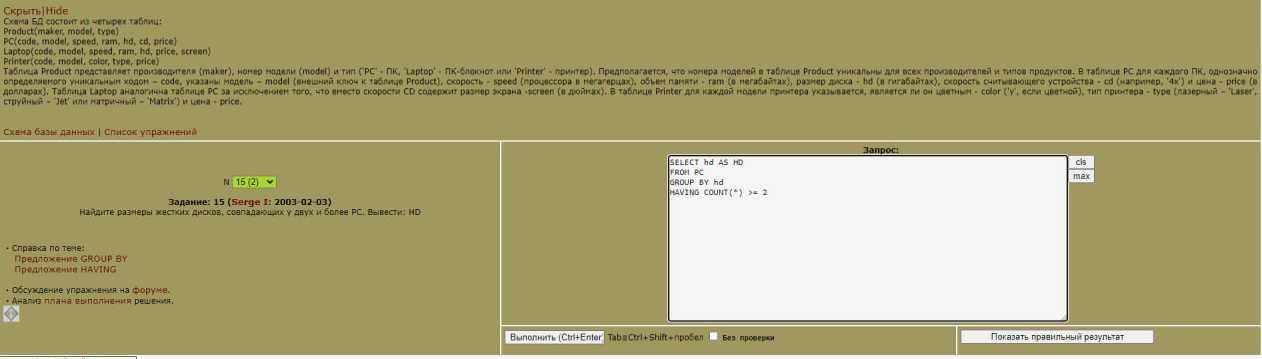 Скрыть|Hide
Схема БД состоит из четырех таблиц:
Product(maker, model, type)
PC(code, model, speed, ram, hd, cd, price)
Laptop(code, model, speed, ram, hd, price, screen)
Printer(code, model, color, type, price)
Таблица Product представляет производителя (maker), номер модели (model) и тип ('PC' - ПК, 'Laptop' - ПК-блокнот или 'Printer' - принтер). Предполагается, что номера моделей в таблице Product уникальны для всех производителей и типов продуктов. В таблице PC для каждого ПК, однозначно
определяемого уникальным кодом – code, указаны модель – model (внешний ключ к таблице Product), скорость - speed (процессора в мегагерцах), объем памяти - ram (в мегабайтах), размер диска - hd (в гигабайтах), скорость считывающего устройства - cd (например, '4x') и цена - price (в
долларах). Таблица Laptop аналогична таблице РС за исключением того, что вместо скорости CD содержит размер экрана -screen (в дюймах). В таблице Printer для каждой модели принтера указывается, является ли он цветным - color ('y', если цветной), тип принтера - type (лазерный – 'Laser',
струйный – 'Jet' или матричный – 'Matrix') и цена - price.
Схема базы данных | Список упражнений
N 15 (2)
Задание: 15 (Serge I: 2003-02-03)
Найдите размеры жестких дисков, совпадающих у двух и более PC. Вывести: HD
• Справка по теме:
Предложение GROUP BY
Предложение HAVING
• Обсуждение упражнения на форуме.
• Анализ плана выполнения решения.
Запрос:
SELECT hd AS HD
FROM PC
GROUP BY hd
HAVING COUNT(*) >= 2
cls
max
Выполнить (Ctrl+Enter) Tab≡Ctrl+Shift+пробел Без проверки
Показать правильный результат